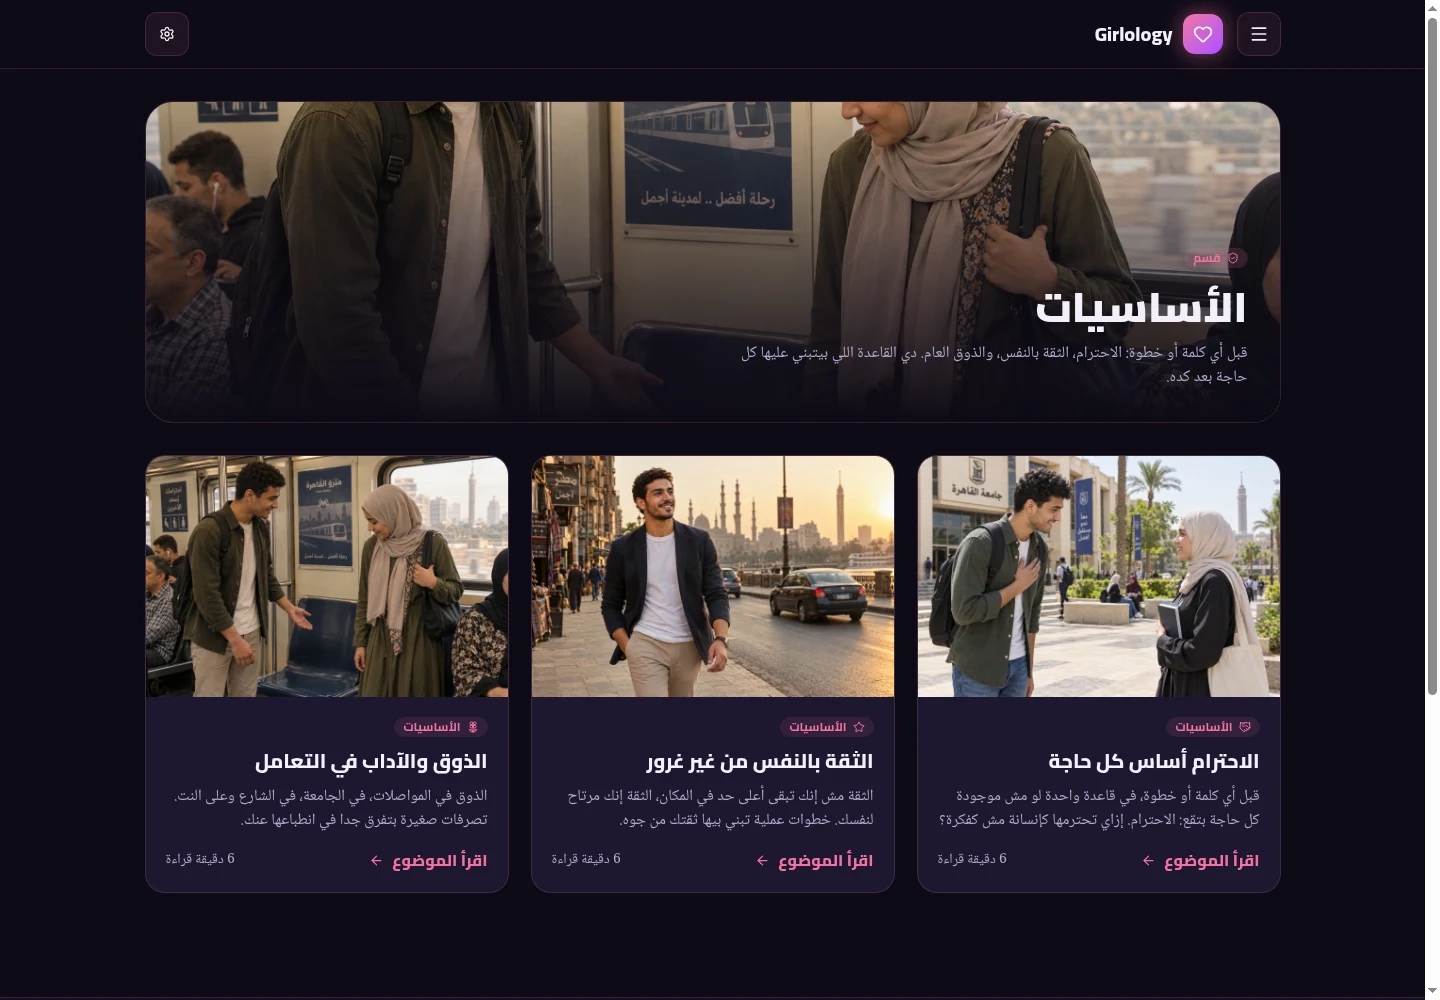 Girlology
رحلة أفضل .. لمدينة أجمل
قسم
الأساسيات
قبل أي كلمة أو خطوة: الاحترام، الثقة بالنفس، والذوق العام. دي القاعدة اللي بيتبني عليها كل
حاجة بعد كده.
جامعة القاهرة
الأساسيات
الاحترام أساس كل حاجة
قبل أي كلمة أو خطوة، في قاعدة واحدة لو مش موجودة
كل حاجة بتقع: الاحترام. إزاي تحترمها كإنسانة مش كفكرة؟
اقرأ الموضوع
6 دقيقة قراءة
الأساسيات
الثقة بالنفس من غير غرور
الثقة مش إنك تبقى أعلى حد في المكان، الثقة إنك مرتاح
لنفسك. خطوات عملية تبني بيها ثقتك من جوه.
اقرأ الموضوع
6 دقيقة قراءة
مترو القاهرة
رحلة أفضل .. لمدينة أجمل
الأساسيات
الذوق والآداب في التعامل
الذوق في المواصلات، في الجامعة، في الشارع وعلى النت.
تصرفات صغيرة بتفرق جدا في انطباعها عنك.
اقرأ الموضوع
6 دقيقة قراءة